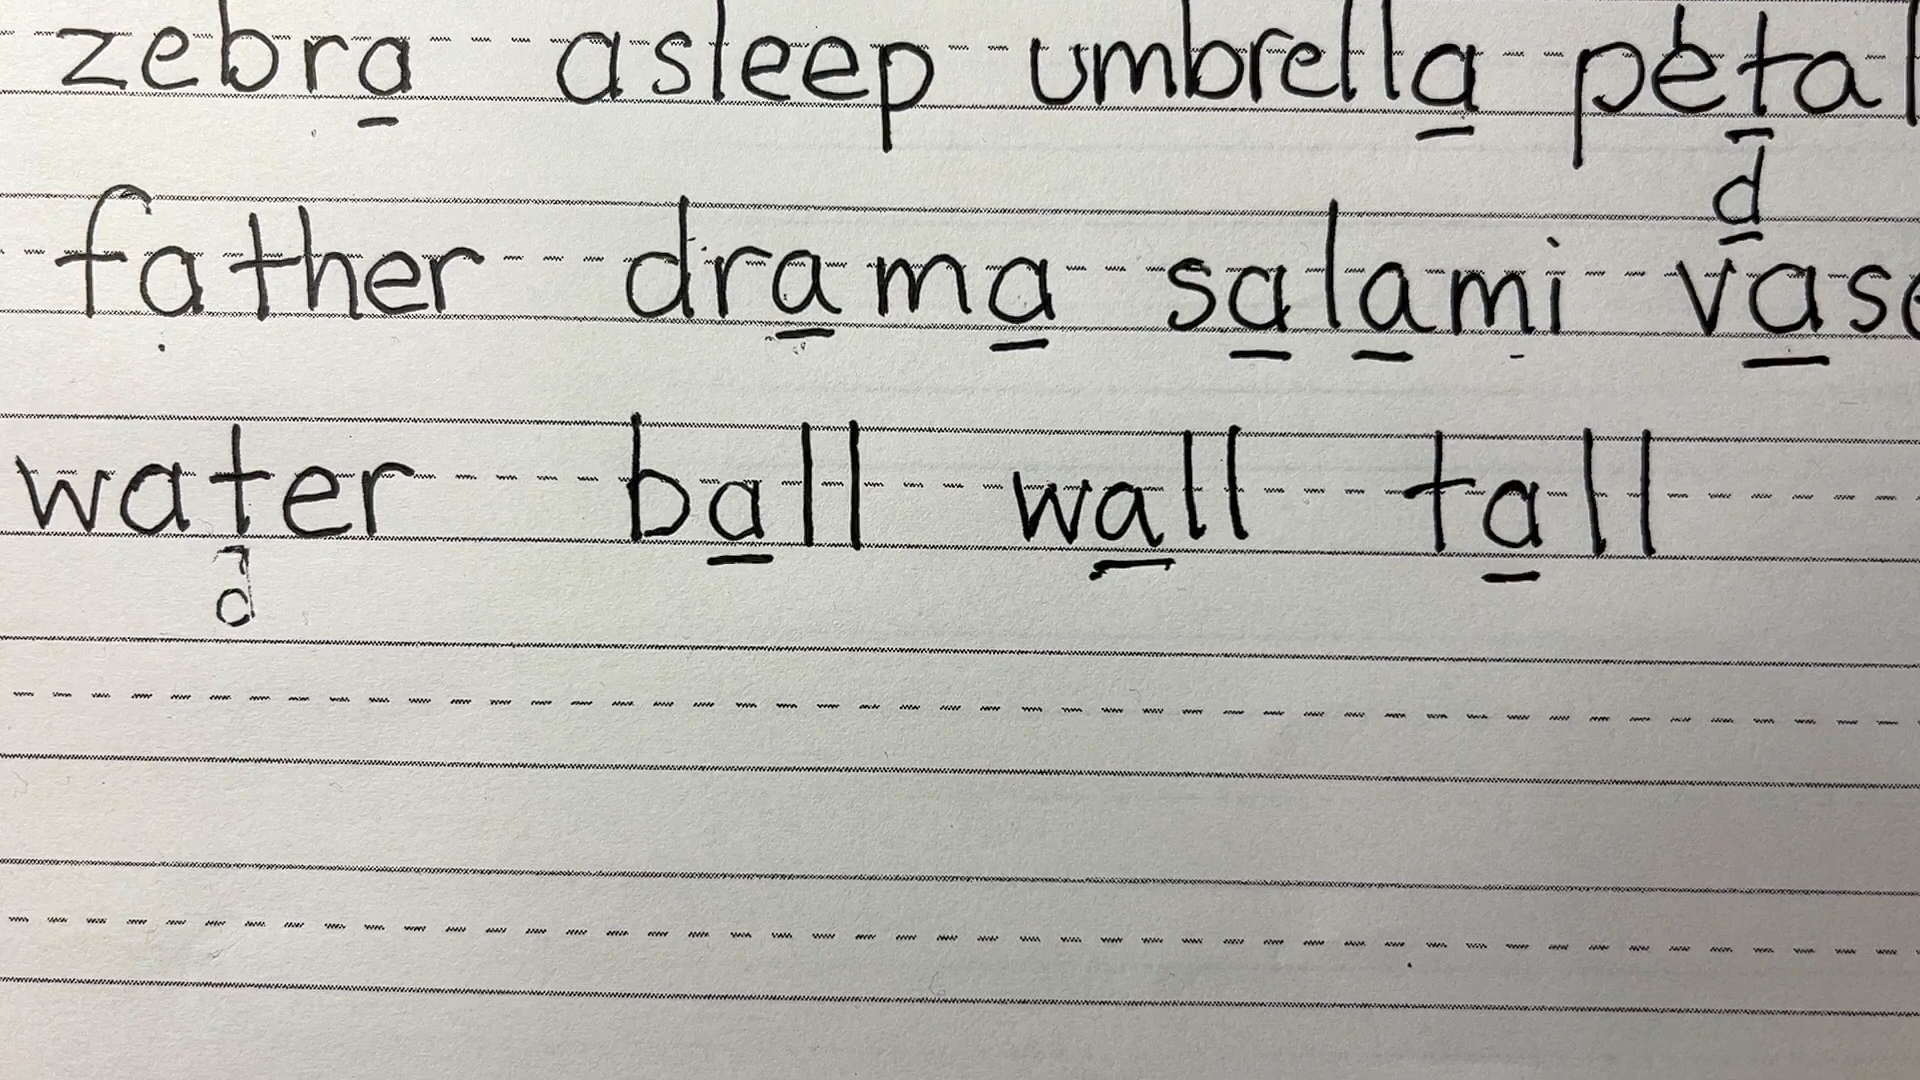 zebra asleep umbrella petal
d
father drama salami vase
water ball wall tall
d